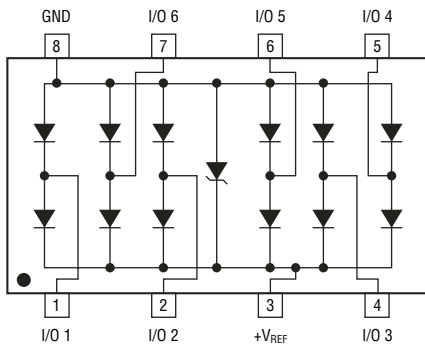 GND I/O 6 I/O 5 I/O 4
8 7 6 5
1 2 3 4
I/O 1 I/O 2 +VREF I/O 3